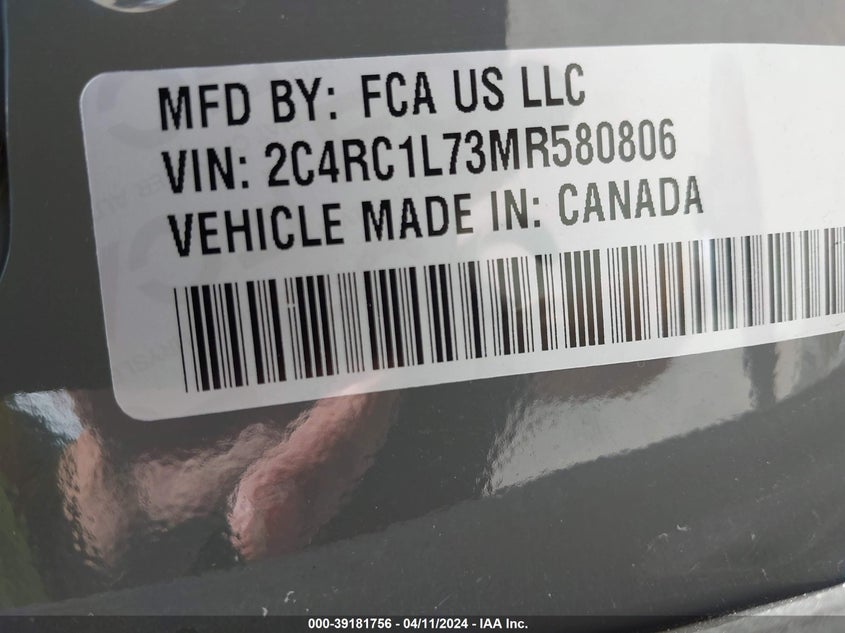 MFD BY: FCA US LLC
VIN: 2C4RC1L73MR580806
VEHICLE MADE IN: CANADA
000-39181756 - 04/11/2024 - IAA Inc.